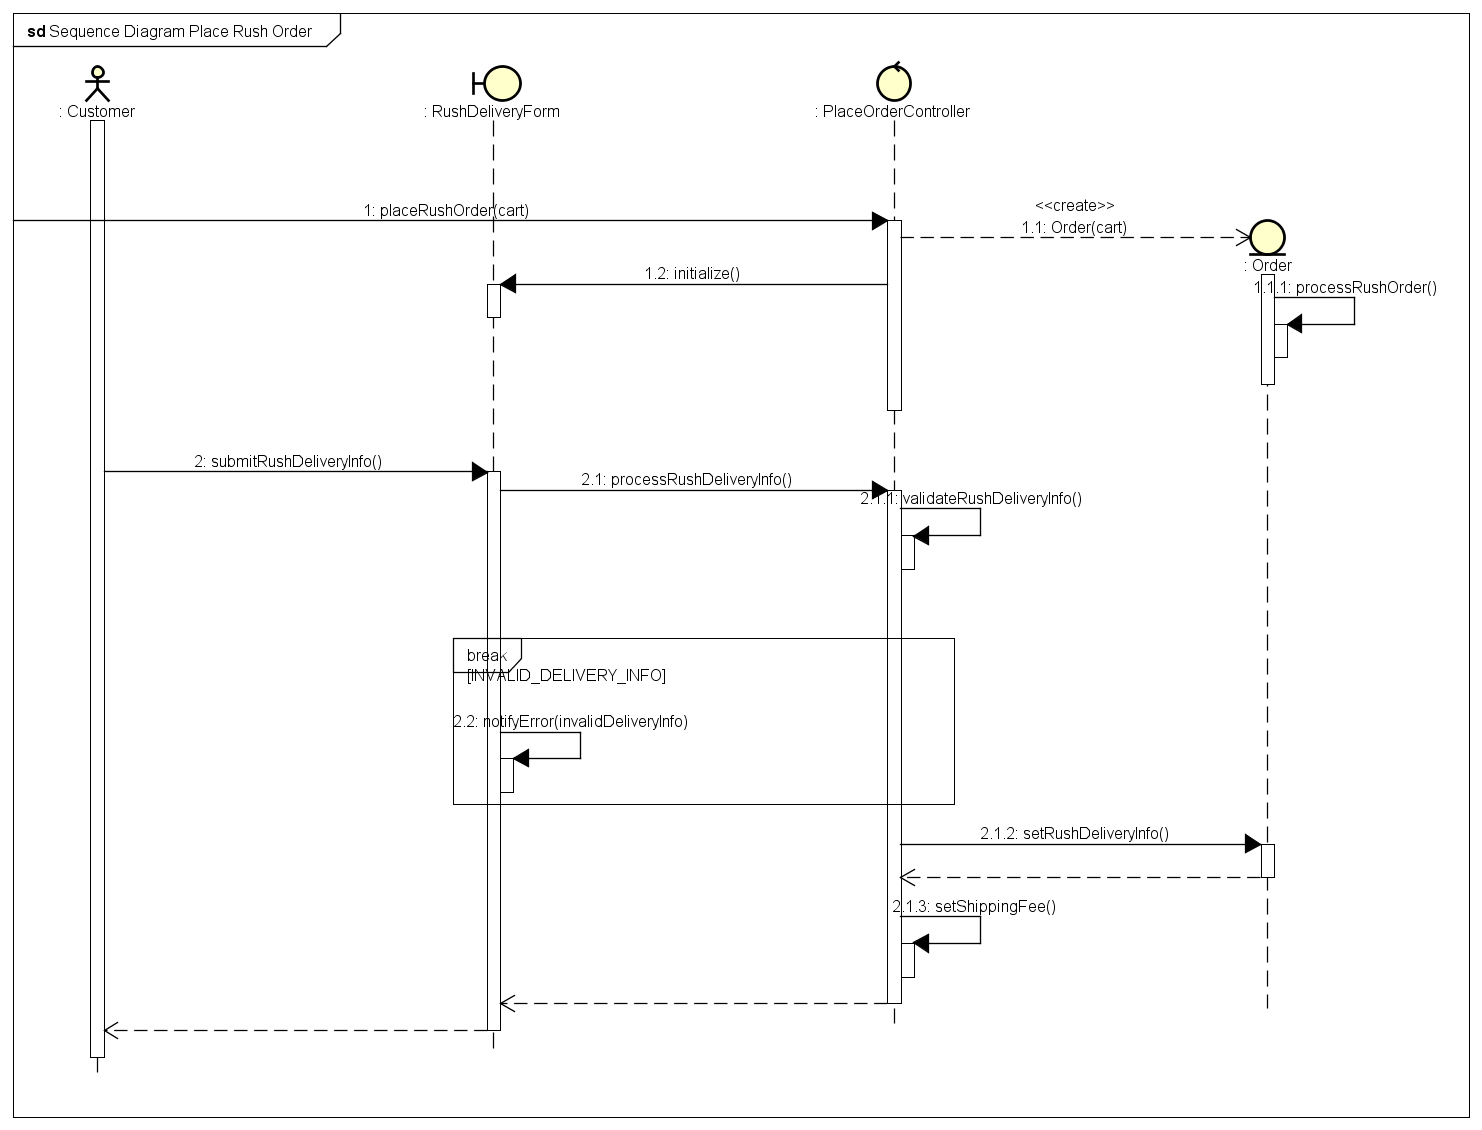 sd Sequence Diagram Place Rush Order
: Customer
: RushDeliveryForm
: PlaceOrderController
<<create>>
1: placeRushOrder(cart)
1.1: Order(cart)
: Order
1.2: initialize()
1.1.1: processRushOrder()
2: submitRushDeliveryInfo()
2.1: processRushDeliveryInfo()
2.1.1: validateRushDeliveryInfo()
break
[INVALID_DELIVERY_INFO]
2.2: notifyError(invalidDeliveryInfo)
2.1.2: setRushDeliveryInfo()
2.1.3: setShippingFee()